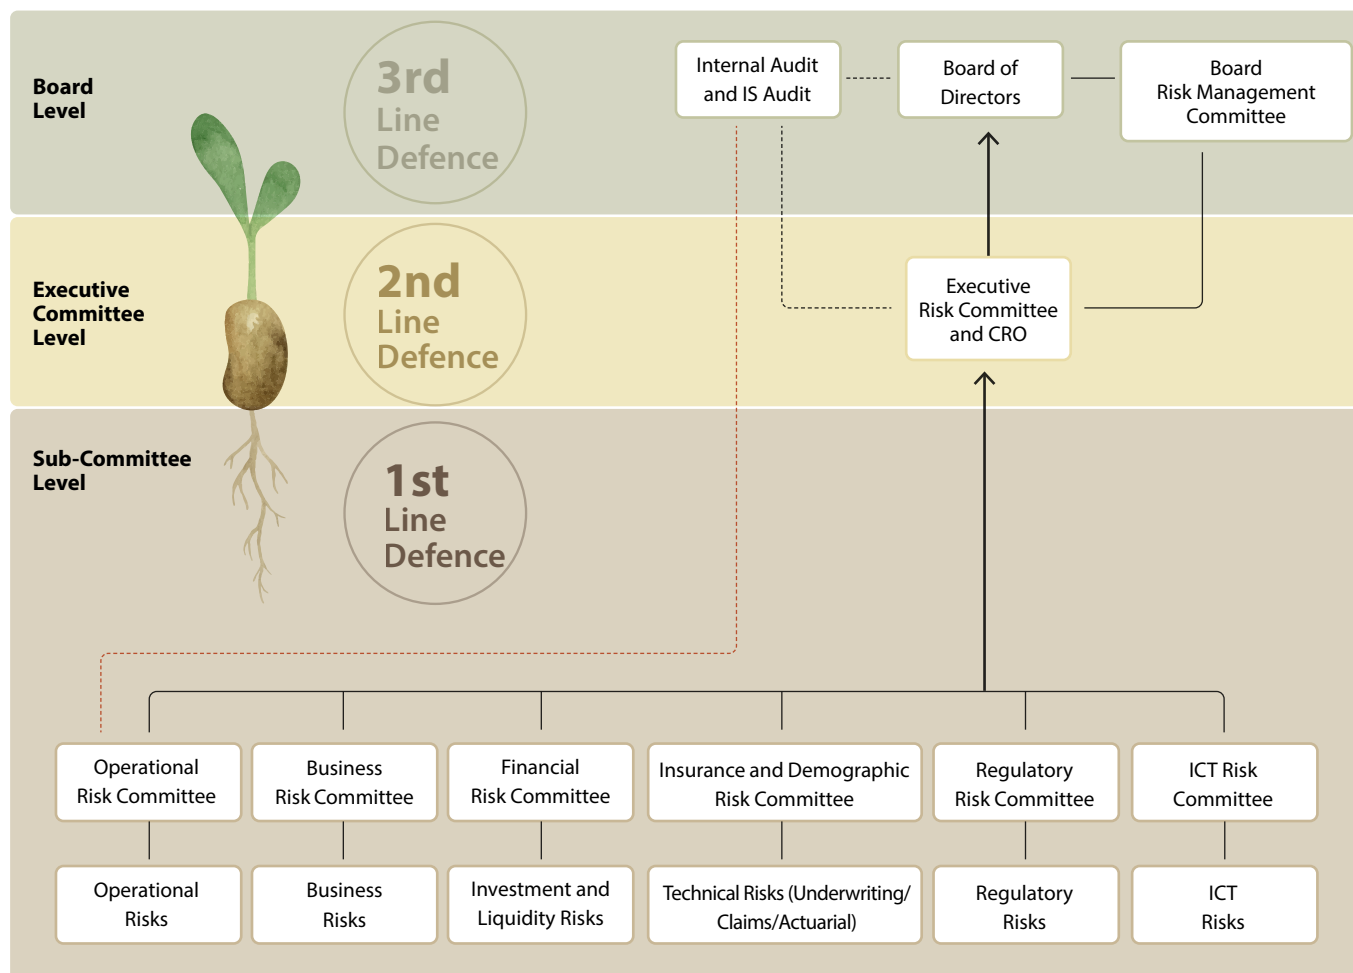 Board
Level
3rd
Line
Defence
Internal Audit
and IS Audit
Board of
Directors
Board
Risk Management
Committee
Executive
Committee
Level
2nd
Line
Defence
Executive
Risk Committee
and CRO
Sub-Committee
Level
1st
Line
Defence
Operational
Risk Committee
Business
Risk Committee
Financial
Risk Committee
Insurance and Demographic
Risk Committee
Regulatory
Risk Committee
ICT Risk
Committee
Operational
Risks
Business
Risks
Investment and
Liquidity Risks
Technical Risks (Underwriting/
Claims/Actuarial)
Regulatory
Risks
ICT
Risks